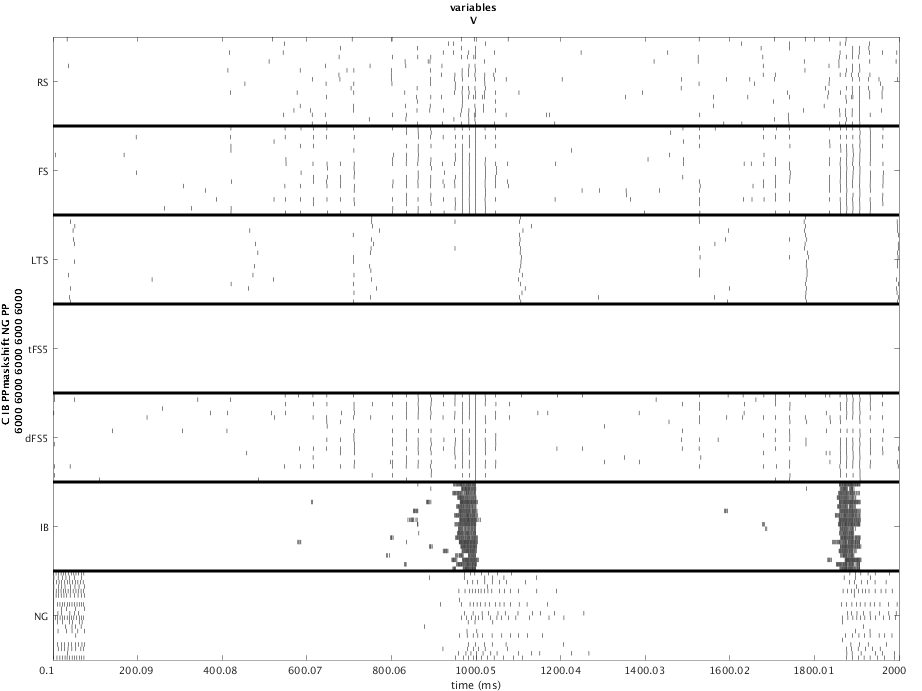 variables
V
RS
FS
LTS
tFS5
dFS5
IB
NG
C IB PPmaskshift NG PP
6000 6000 6000 6000 6000
0.1 200.09 400.08 600.07 800.06 1000.05 1200.04 1400.03 1600.02 1800.01 2000
time (ms)